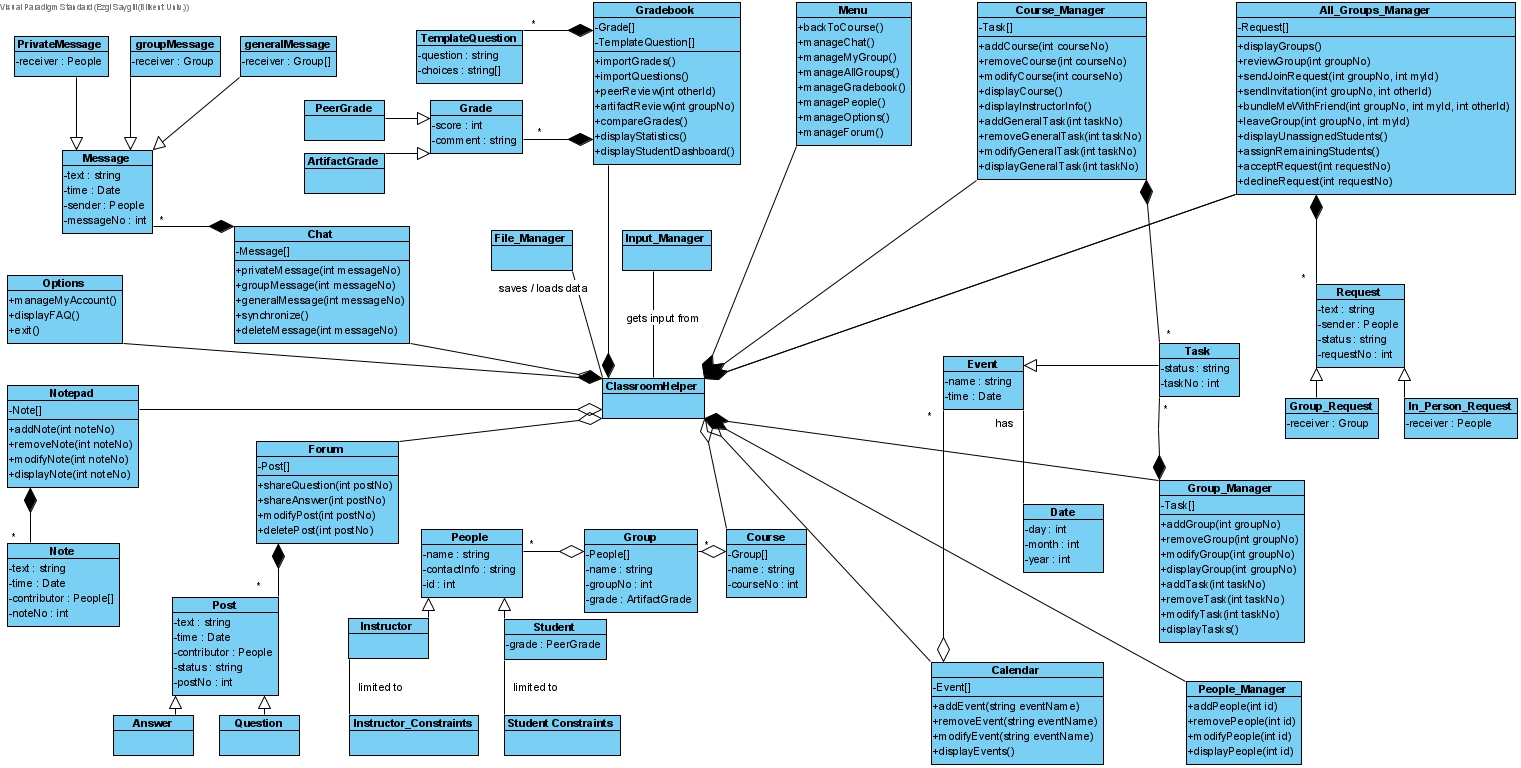 Visual Paradigm Standard (Ezgi Saygili(Bilkent Univ.))
PrivateMessage
-receiver : People
groupMessage
-receiver : Group
generalMessage
-receiver : Group[]
Message
-text : string
-time : Date
-sender : People
-messageNo : int
*
TemplateQuestion
-question : string
-choices : string[]
*
PeerGrade
ArtifactGrade
Grade
-score : int
-comment : string
*
Gradebook
-Grade[]
-TemplateQuestion[]
+importGrades()
+importQuestions()
+peerReview(int otherId)
+artifactReview(int groupNo)
+compareGrades()
+displayStatistics()
+displayStudentDashboard()
Menu
+backToCourse()
+manageChat()
+manageMyGroup()
+manageAllGroups()
+manageGradebook()
+managePeople()
+manageOptions()
+manageForum()
Course_Manager
-Task[]
+addCourse(int courseNo)
+removeCourse(int courseNo)
+modifyCourse(int courseNo)
+displayCourse()
+displayInstructorInfo()
+addGeneralTask(int taskNo)
+removeGeneralTask(int taskNo)
+modifyGeneralTask(int taskNo)
+displayGeneralTask(int taskNo)
All_Groups_Manager
-Request[]
+displayGroups()
+reviewGroup(int groupNo)
+sendJoinRequest(int groupNo, int myId)
+sendInvitation(int groupNo, int otherId)
+bundleMeWithFriend(int groupNo, int myId, int otherId)
+leaveGroup(int groupNo, int myId)
+displayUnassignedStudents()
+assignRemainingStudents()
+acceptRequest(int requestNo)
+declineRequest(int requestNo)
Chat
-Message[]
+privateMessage(int messageNo)
+groupMessage(int messageNo)
+generalMessage(int messageNo)
+synchronize()
+deleteMessage(int messageNo)
File_Manager
saves / loads data
Input_Manager
gets input from
Options
+manageMyAccount()
+displayFAQ()
+exit()
*
Request
-text : string
-sender : People
-status : string
-requestNo : int
Group_Request
-receiver : Group
In_Person_Request
-receiver : People
*
Task
-status : string
-taskNo : int
*
Event
-name : string
-time : Date
*
has
Date
-day : int
-month : int
-year : int
ClassroomHelper
Notepad
-Note[]
+addNote(int noteNo)
+removeNote(int noteNo)
+modifyNote(int noteNo)
+displayNote(int noteNo)
*
Note
-text : string
-time : Date
-contributor : People[]
-noteNo : int
Forum
-Post[]
+shareQuestion(int postNo)
+shareAnswer(int postNo)
+modifyPost(int postNo)
+deletePost(int postNo)
*
Post
-text : string
-time : Date
-contributor : People
-status : string
-postNo : int
Answer
Question
People
-name : string
-contactInfo : string
-id : int
*
Group
-People[]
-name : string
-groupNo : int
-grade : ArtifactGrade
*
Course
-Group[]
-name : string
-courseNo : int
Instructor
limited to
Instructor_Constraints
Student
-grade : PeerGrade
limited to
Student Constraints
Group_Manager
-Task[]
+addGroup(int groupNo)
+removeGroup(int groupNo)
+modifyGroup(int groupNo)
+displayGroup(int groupNo)
+addTask(int taskNo)
+removeTask(int taskNo)
+modifyTask(int taskNo)
+displayTasks()
Calendar
-Event[]
+addEvent(string eventName)
+removeEvent(string eventName)
+modifyEvent(string eventName)
+displayEvents()
People_Manager
+addPeople(int id)
+removePeople(int id)
+modifyPeople(int id)
+displayPeople(int id)